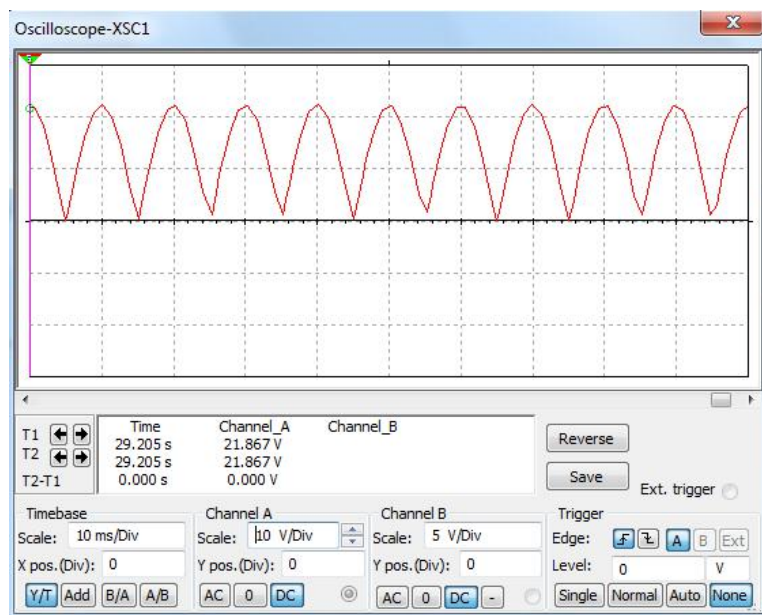 Oscilloscope-XSC1
Time Channel_A Channel_B
T1 29.205 s 21.867 V
T2 29.205 s 21.867 V
T2-T1 0.000 s 0.000 V
Reverse
Save
Ext. trigger
Timebase Channel A Channel B Trigger
Scale: 10 ms/Div Scale: 10 V/Div Scale: 5 V/Div Edge: A B Ext
X pos.(Div): 0 Y pos.(Div): 0 Y pos.(Div): 0 Level: 0 V
Y/T Add B/A A/B AC 0 DC AC 0 DC - Single Normal Auto None